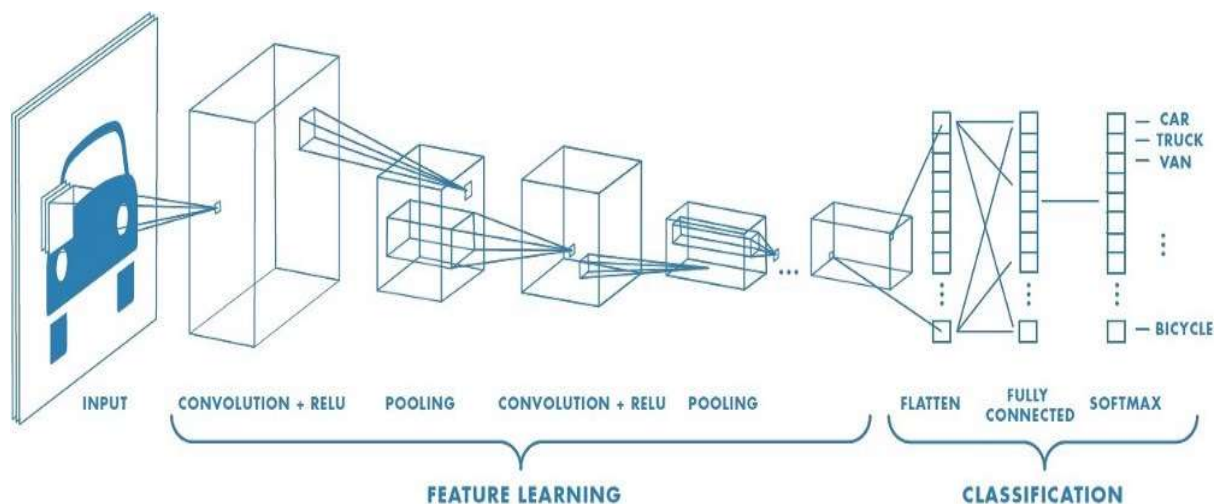 CAR
TRUCK
VAN
BICYCLE
INPUT
CONVOLUTION + RELU
POOLING
CONVOLUTION + RELU
POOLING
FLATTEN
FULLY
CONNECTED
SOFTMAX
FEATURE LEARNING
CLASSIFICATION